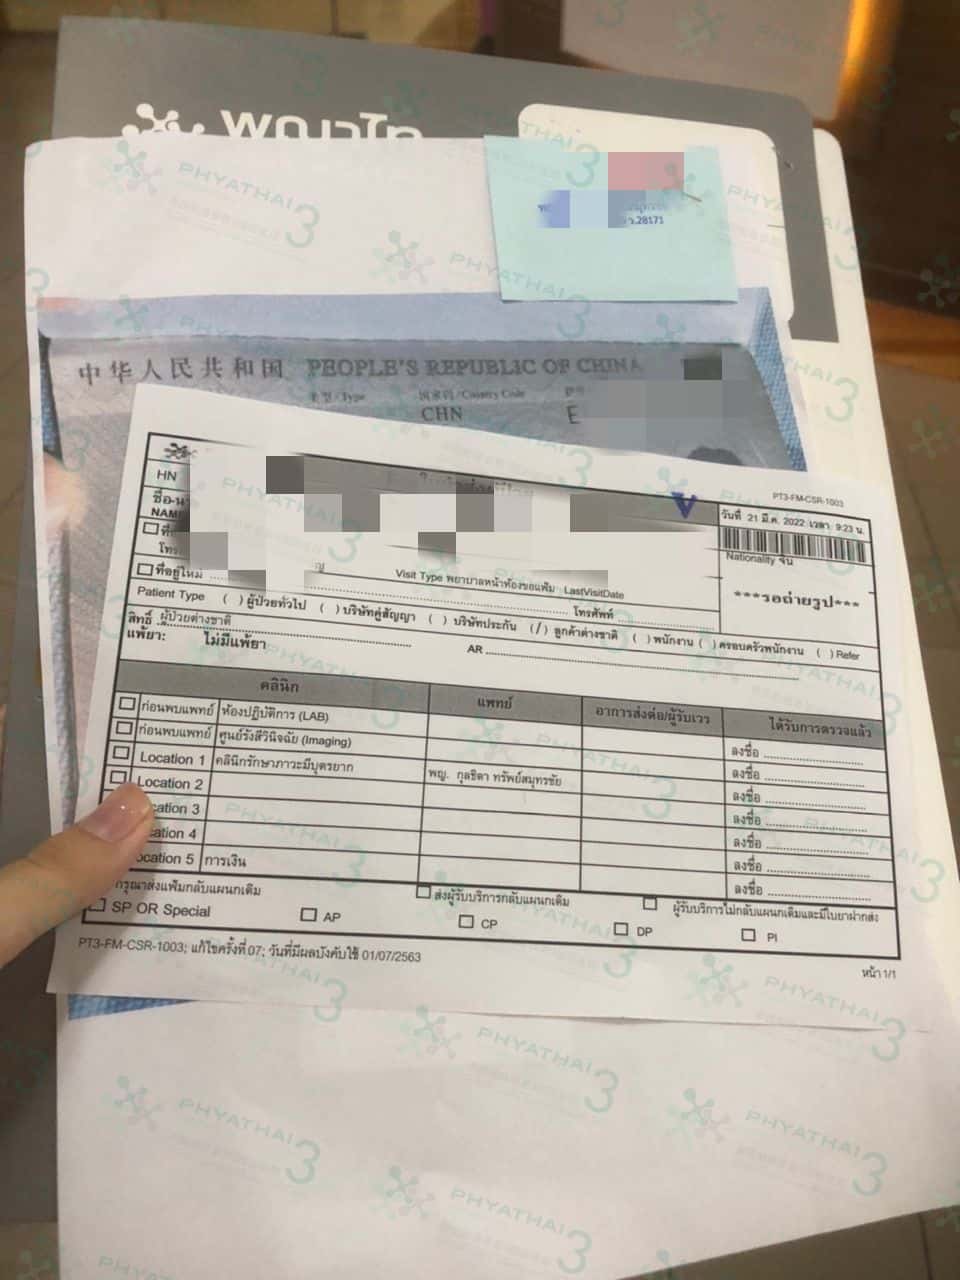 พญาไท
ว.28171
中华人民共和国 PEOPLE'S REPUBLIC OF CHINA
类型/Type 国家码/Country Code 护
CHN E
PT3-FM-CSR-1003
HN
วันที่ 21 มี.ค. 2022 เวลา 9:23 น.
ชื่อ-นา
NAM
Nationality จีน
Visit Type พยาบาลหน้าห้องขอแฟ้ม LastVisitDate
ที่อยู่ใหม่ โทรศัพท์
***รอถ่ายรูป***
Patient Type ( ) ผู้ป่วยทั่วไป ( ) บริษัทคู่สัญญา ( ) บริษัทประกัน (/) ลูกค้าต่างชาติ ( ) พนักงาน ( ) ครอบครัวพนักงาน ( ) Refer
สิทธิ์ ผู้ป่วยต่างชาติ
แพ้ยา: ไม่มีแพ้ยา AR
คลินิก แพทย์ อาการส่งต่อ/ผู้รับเวร ได้รับการตรวจแล้ว
ก่อนพบแพทย์ ห้องปฏิบัติการ (LAB) ลงชื่อ
ก่อนพบแพทย์ ศูนย์รังสีวินิจฉัย (Imaging) ลงชื่อ
Location 1 คลินิกรักษาภาวะมีบุตรยาก พญ. กุลชิดา ทรัพย์สมุทรชัย ลงชื่อ
Location 2 ลงชื่อ
cation 3 ลงชื่อ
cation 4 ลงชื่อ
ocation 5 การเงิน ลงชื่อ
กรุณาส่งแฟ้มกลับแผนกเดิม ส่งผู้รับบริการกลับแผนกเดิม ผู้รับบริการไม่กลับแผนกเดิมและมีใบยาฝากส่ง
SP OR Special AP CP DP PI
PT3-FM-CSR-1003; แก้ไขครั้งที่ 07; วันที่มีผลบังคับใช้ 01/07/2563
หน้า 1/1
PHYATHAI 3